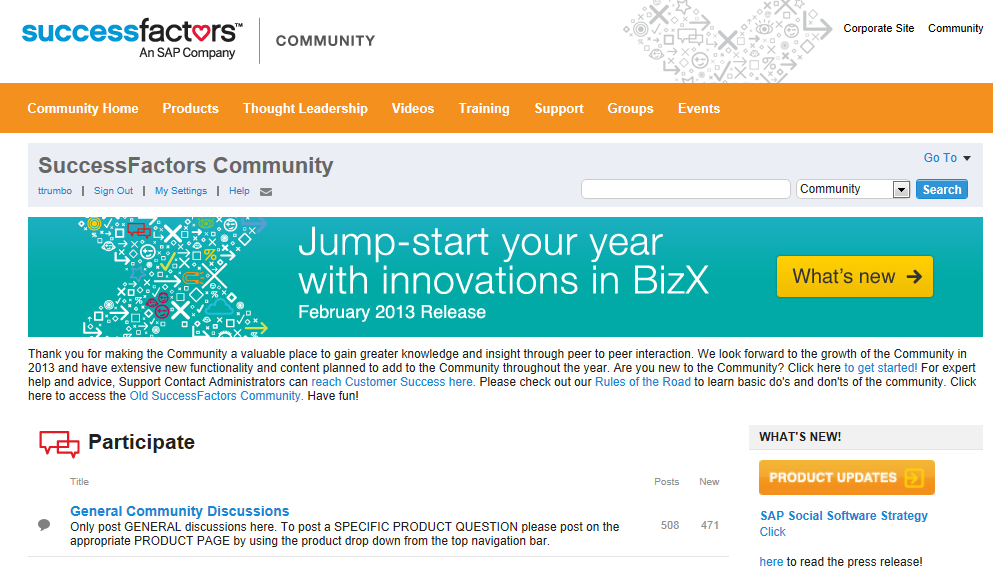 successfactors™
An SAP Company
COMMUNITY
Corporate Site Community
Community Home Products Thought Leadership Videos Training Support Groups Events
SuccessFactors Community
Go To
ttrumbo | Sign Out | My Settings | Help
Community
Search
Jump-start your year
with innovations in BizX
February 2013 Release
What's new
Thank you for making the Community a valuable place to gain greater knowledge and insight through peer to peer interaction. We look forward to the growth of the Community in
2013 and have extensive new functionality and content planned to add to the Community throughout the year. Are you new to the Community? Click here to get started! For expert
help and advice, Support Contact Administrators can reach Customer Success here. Please check out our Rules of the Road to learn basic do's and don'ts of the community. Click
here to access the Old SuccessFactors Community. Have fun!
Participate
Title Posts New
General Community Discussions
Only post GENERAL discussions here. To post a SPECIFIC PRODUCT QUESTION please post on the
appropriate PRODUCT PAGE by using the product drop down from the top navigation bar.
508 471
WHAT'S NEW!
PRODUCT UPDATES
SAP Social Software Strategy
Click
here to read the press release!